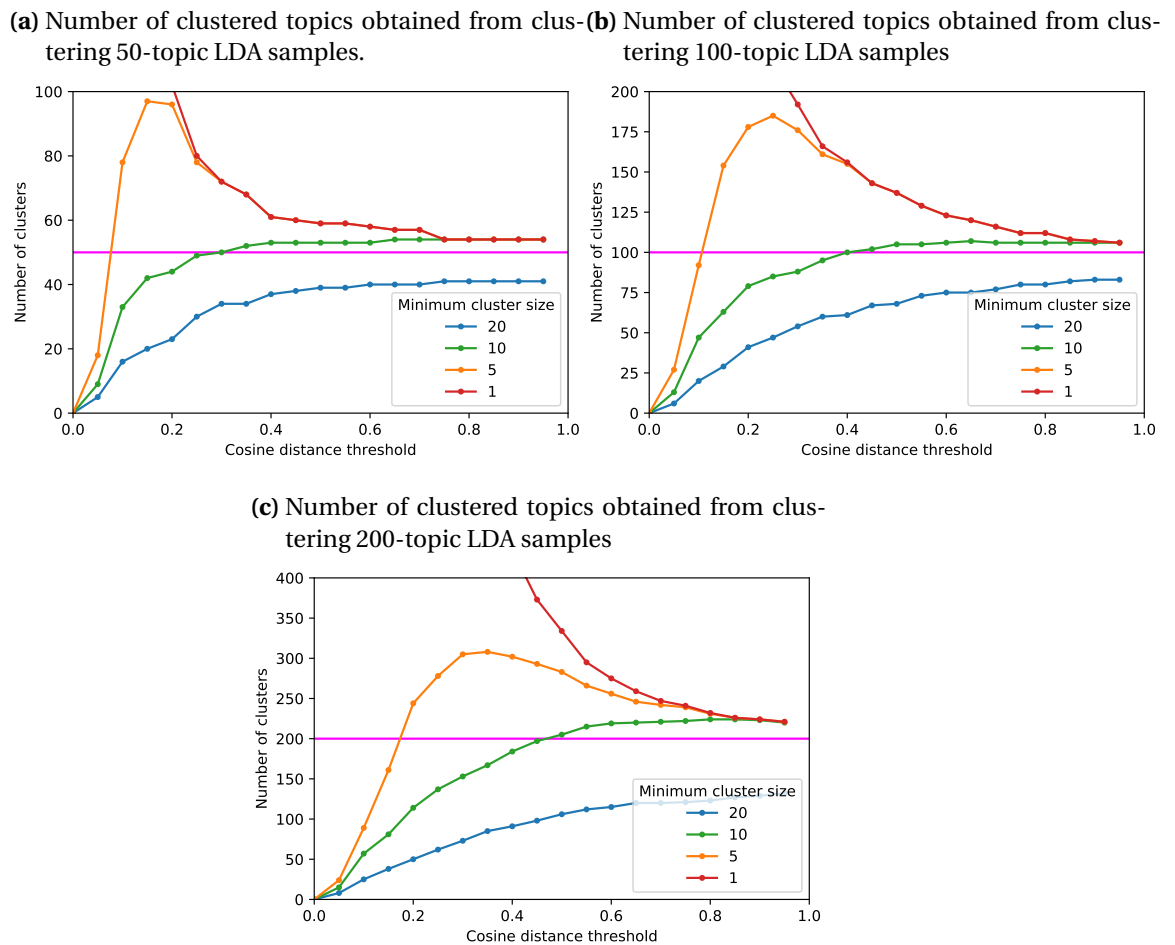 (a) Number of clustered topics obtained from clus-
tering 50-topic LDA samples.
100
80
60
40
20
0
Number of clusters
0.0 0.2 0.4 0.6 0.8 1.0
Cosine distance threshold
Minimum cluster size
20
10
5
1
(b) Number of clustered topics obtained from clus-
tering 100-topic LDA samples
200
175
150
125
100
75
50
25
0
Number of clusters
0.0 0.2 0.4 0.6 0.8 1.0
Cosine distance threshold
Minimum cluster size
20
10
5
1
(c) Number of clustered topics obtained from clus-
tering 200-topic LDA samples
400
350
300
250
200
150
100
50
0
Number of clusters
0.0 0.2 0.4 0.6 0.8 1.0
Cosine distance threshold
Minimum cluster size
20
10
5
1